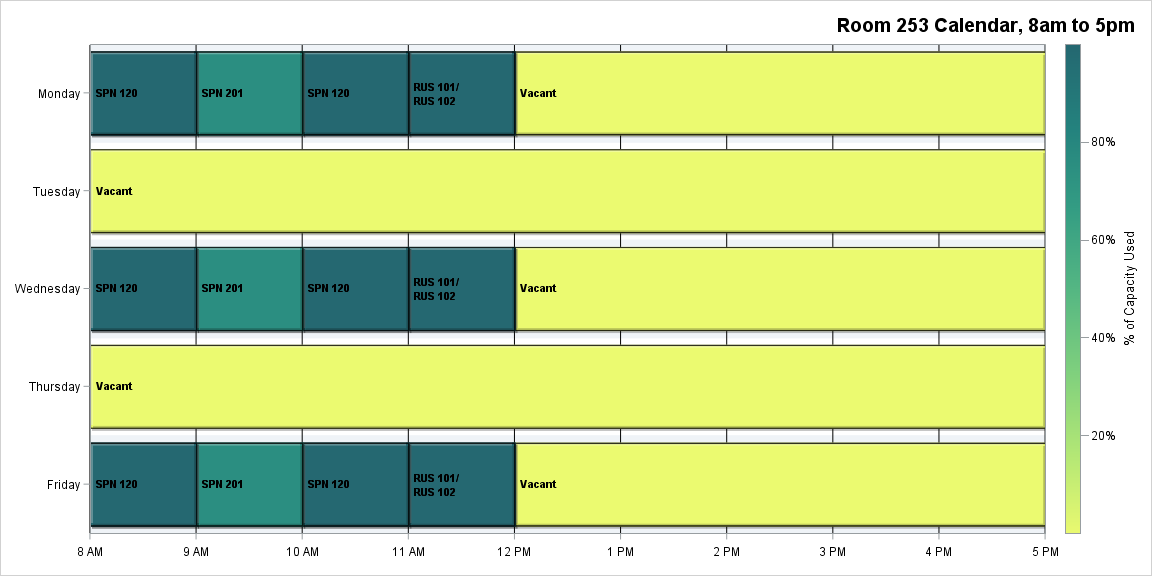 Room 253 Calendar, 8am to 5pm
Monday
SPN 120
SPN 201
SPN 120
RUS 101/
RUS 102
Vacant
Tuesday
Vacant
Wednesday
SPN 120
SPN 201
SPN 120
RUS 101/
RUS 102
Vacant
Thursday
Vacant
Friday
SPN 120
SPN 201
SPN 120
RUS 101/
RUS 102
Vacant
8 AM
9 AM
10 AM
11 AM
12 PM
1 PM
2 PM
3 PM
4 PM
5 PM
80%
60%
40%
20%
% of Capacity Used